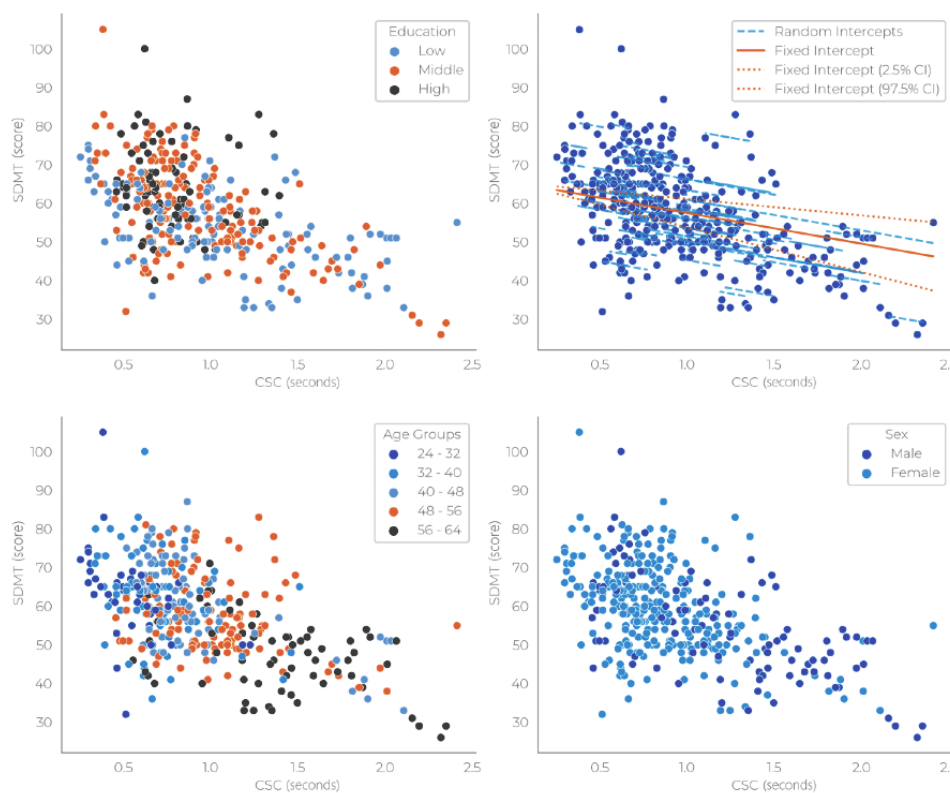 Education
Low
Middle
High
100
90
80
70
60
50
40
30
SDMT (score)
0.5 1.0 1.5 2.0 2.5
CSC (seconds)
Random Intercepts
Fixed Intercept
Fixed Intercept (2.5% CI)
Fixed Intercept (97.5% CI)
100
90
80
70
60
50
40
30
SDMT (score)
0.5 1.0 1.5 2.0 2.
CSC (seconds)
Age Groups
24 - 32
32 - 40
40 - 48
48 - 56
56 - 64
100
90
80
70
60
50
40
30
SDMT (score)
0.5 1.0 1.5 2.0 2.5
CSC (seconds)
Sex
Male
Female
100
90
80
70
60
50
40
30
SDMT (score)
0.5 1.0 1.5 2.0 2.
CSC (seconds)